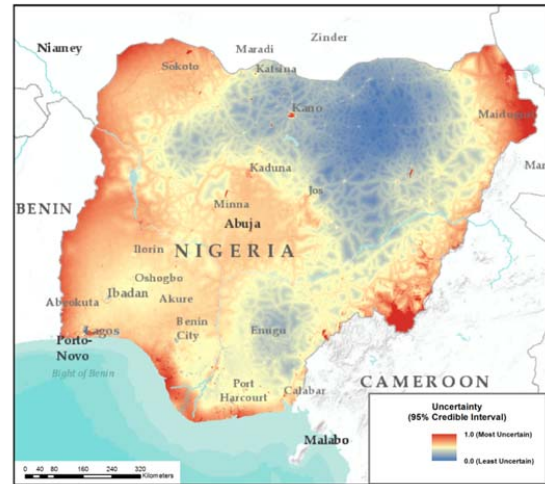 Zinder
Niamey
Maradi
Sokoto
Katsina
Kano
Kaduna
Jos
Minna
Abuja
BENIN
NIGERIA
Ilorin
Oshogbo
Ibadan
Abeokuta
Akure
Benin
City
Enugu
Lagos
Porto-
Novo
Bight of Benin
Port
Harcourt
Calabar
CAMEROON
Malabo
Uncertainty
(95% Credible Interval)
1.0 (Most Uncertain)
0.0 (Least Uncertain)
0 40 80 160 240 320
Kilometers